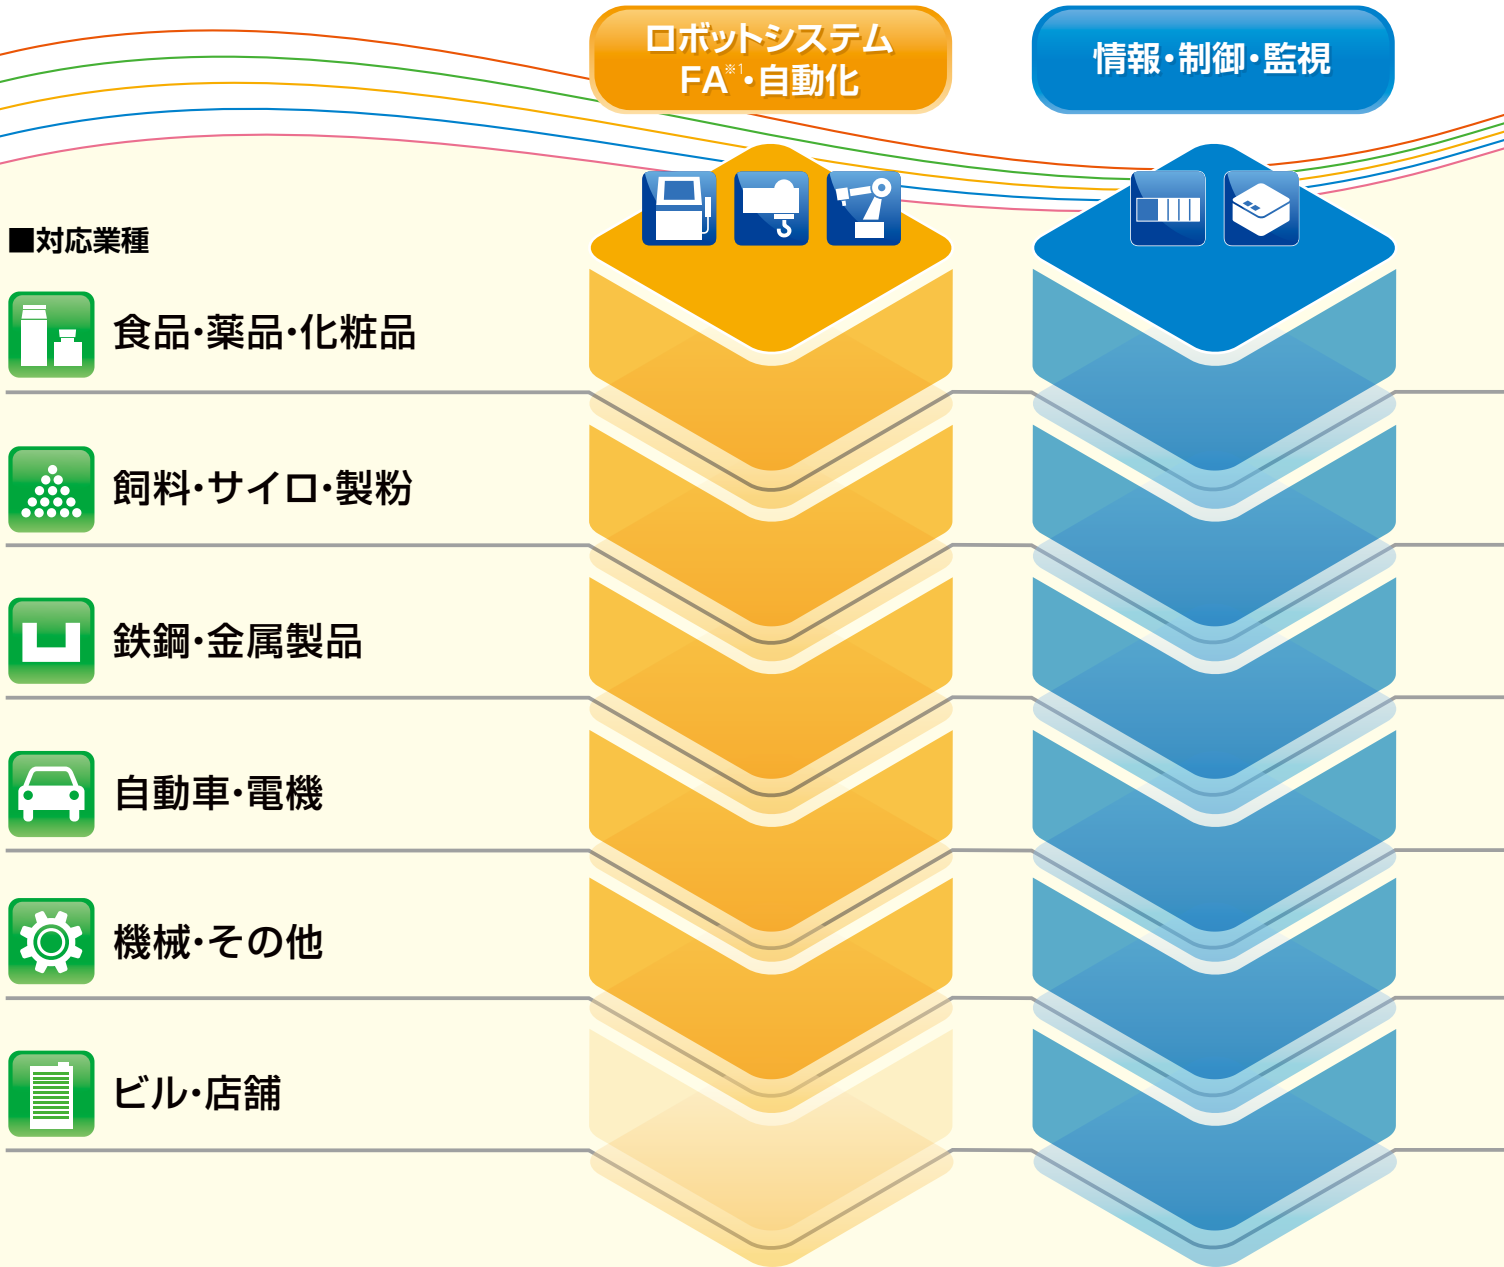 ロボットシステム
FA※1・自動化
情報・制御・監視
■対応業種
食品・薬品・化粧品
飼料・サイロ・製粉
鉄鋼・金属製品
自動車・電機
機械・その他
ビル・店舗